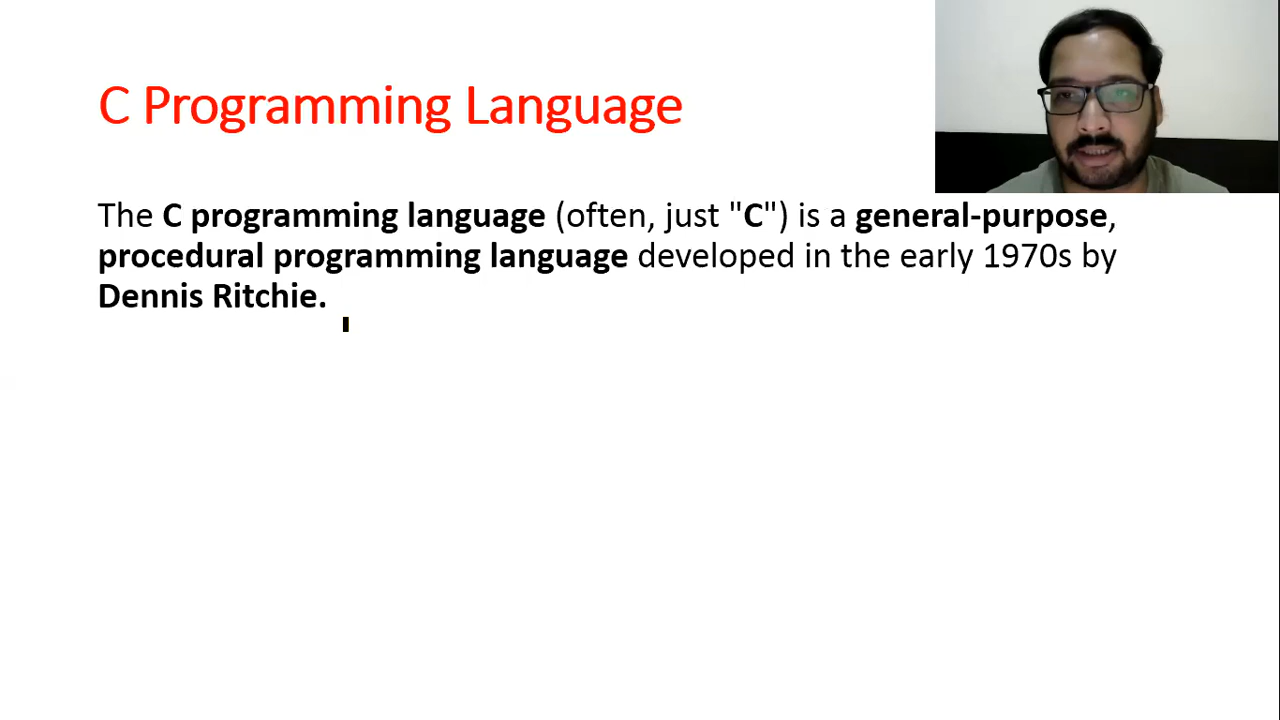 C Programming Language
The C programming language (often, just "C") is a general-purpose,
procedural programming language developed in the early 1970s by
Dennis Ritchie.